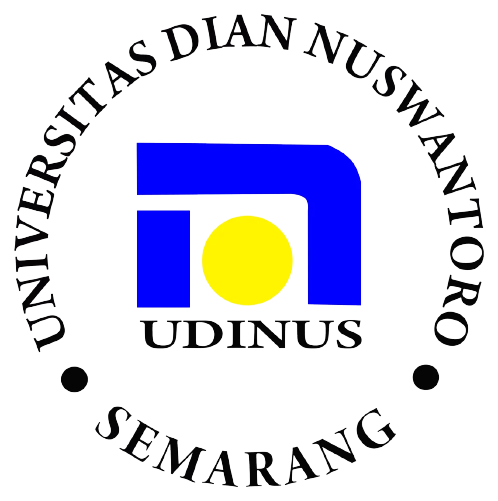 UNIVERSITAS DIAN NUSWANTORO
UDINUS
SEMARANG